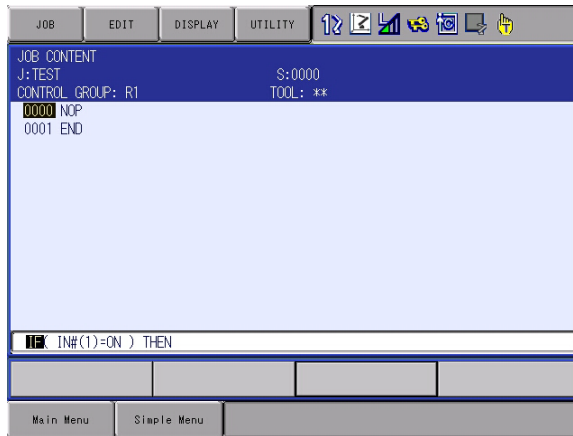 JOB EDIT DISPLAY UTILITY
JOB CONTENT
J:TEST S:0000
CONTROL GROUP: R1 TOOL: **
0000 NOP
0001 END
IF( IN#(1)=ON ) THEN
Main Menu Simple Menu